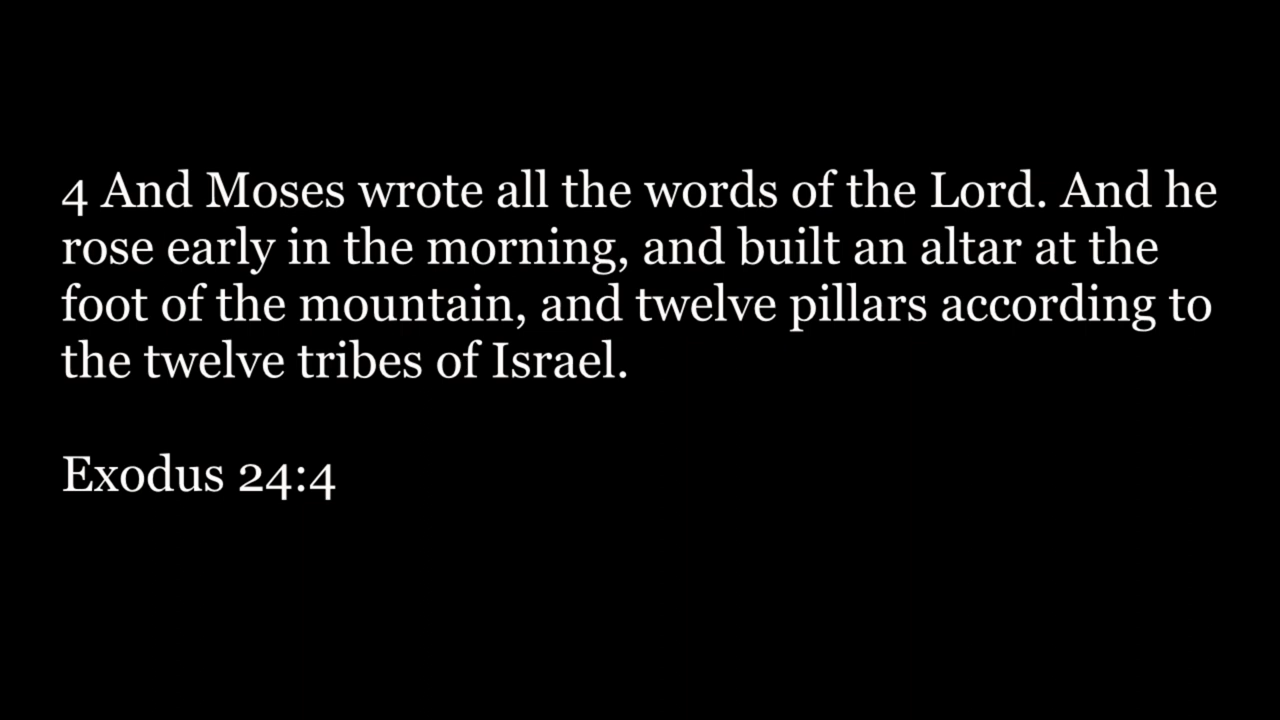 4 And Moses wrote all the words of the Lord. And he
rose early in the morning, and built an altar at the
foot of the mountain, and twelve pillars according to
the twelve tribes of Israel.
Exodus 24:4